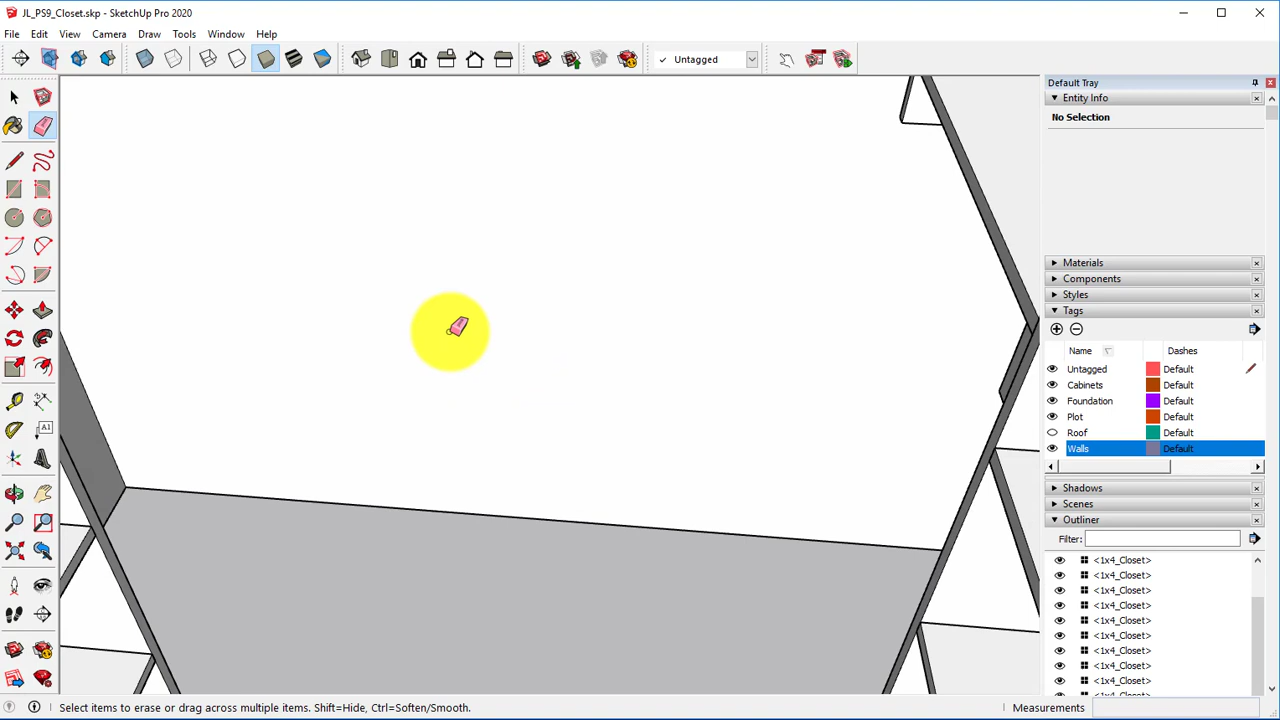 JL_PS9_Closet.skp - SketchUp Pro 2020
File Edit View Camera Draw Tools Window Help
✓ Untagged
Default Tray
Entity Info
No Selection
Materials
Components
Styles
Tags
Name Dashes
Untagged Default
Cabinets Default
Foundation Default
Plot Default
Roof Default
Walls Default
Shadows
Scenes
Outliner
Filter:
<1x4_Closet>
<1x4_Closet>
<1x4_Closet>
<1x4_Closet>
<1x4_Closet>
<1x4_Closet>
<1x4_Closet>
<1x4_Closet>
<1x4_Closet>
A1
Select items to erase or drag across multiple items. Shift=Hide, Ctrl=Soften/Smooth.
Measurements